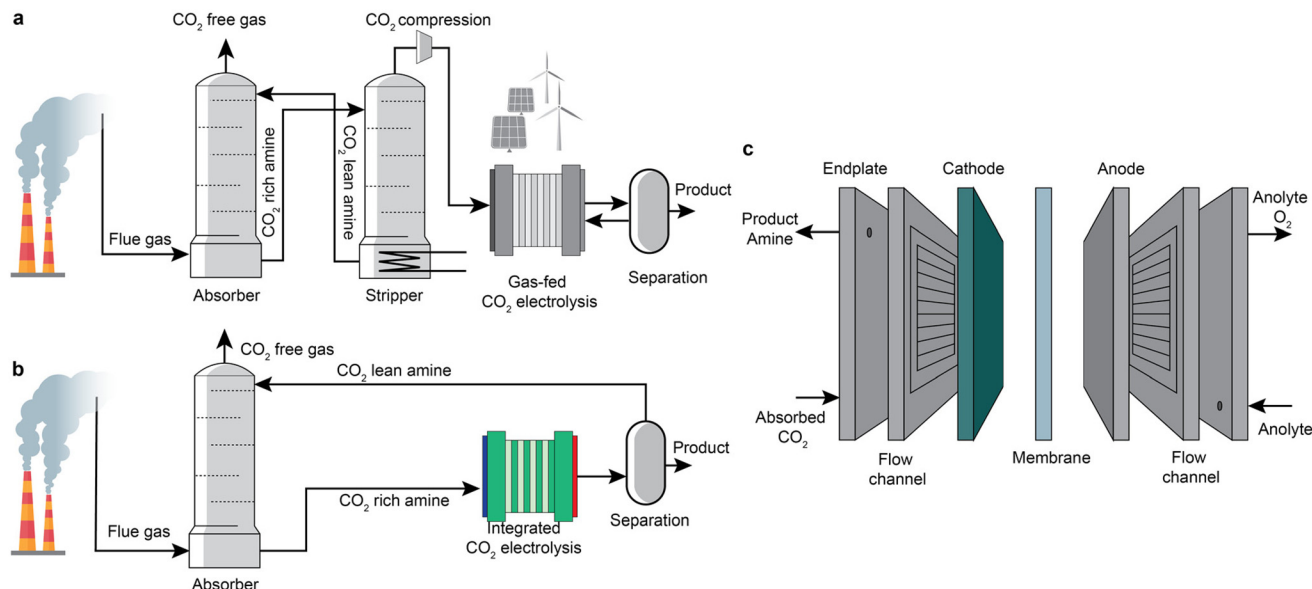 a
CO2 free gas
CO2 compression
CO2 rich amine
CO2 lean amine
Flue gas
Absorber
Stripper
Gas-fed
CO2 electrolysis
Product
Separation
b
CO2 free gas
CO2 lean amine
Flue gas
Absorber
CO2 rich amine
Integrated
CO2 electrolysis
Product
Separation
c
Endplate
Cathode
Anode
Product
Amine
Anolyte
O2
Absorbed
CO2
Anolyte
Flow
channel
Membrane
Flow
channel